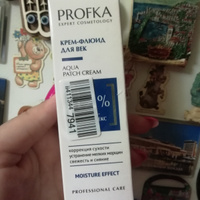 PROFKA
EXPERT COSMETOLOGY
КРЕМ-ФЛЮИД
ДЛЯ ВЕК
AQUA
PATCH CREAM
%
7941
коррекция сухости
устранение мелких морщин
свежесть и сияние
MOISTURE EFFECT
PROFESSIONAL CARE